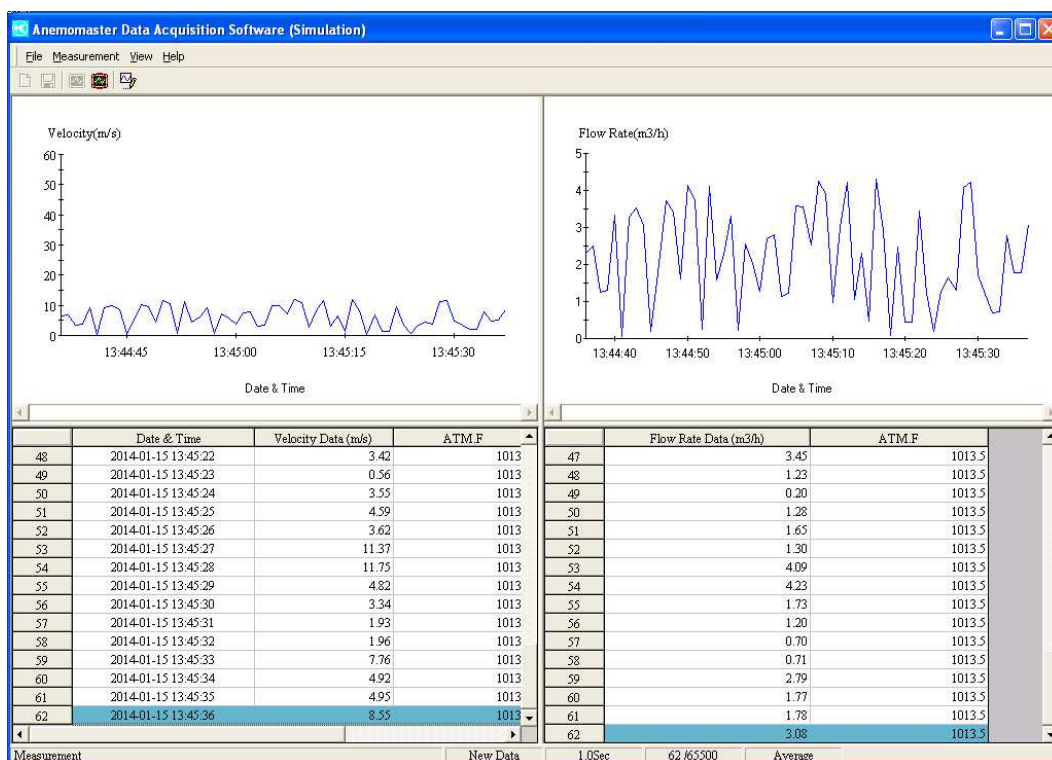 Anemomaster Data Acquisition Software (Simulation)
File Measurement View Help
Velocity(m/s)
60
50
40
30
20
10
0
13:44:45 13:45:00 13:45:15 13:45:30
Date & Time
Flow Rate(m3/h)
5
4
3
2
1
0
13:44:40 13:44:50 13:45:00 13:45:10 13:45:20 13:45:30
Date & Time
Date & Time Velocity Data (m/s) ATM.F
48 2014-01-15 13:45:22 3.42 1013
49 2014-01-15 13:45:23 0.56 1013
50 2014-01-15 13:45:24 3.55 1013
51 2014-01-15 13:45:25 4.59 1013
52 2014-01-15 13:45:26 3.62 1013
53 2014-01-15 13:45:27 11.37 1013
54 2014-01-15 13:45:28 11.75 1013
55 2014-01-15 13:45:29 4.82 1013
56 2014-01-15 13:45:30 3.34 1013
57 2014-01-15 13:45:31 1.93 1013
58 2014-01-15 13:45:32 1.96 1013
59 2014-01-15 13:45:33 7.76 1013
60 2014-01-15 13:45:34 4.92 1013
61 2014-01-15 13:45:35 4.95 1013
62 2014-01-15 13:45:36 8.55 1013
Flow Rate Data (m3/h) ATM.F
47 3.45 1013.5
48 1.23 1013.5
49 0.20 1013.5
50 1.28 1013.5
51 1.65 1013.5
52 1.30 1013.5
53 4.09 1013.5
54 4.23 1013.5
55 1.73 1013.5
56 1.20 1013.5
57 0.70 1013.5
58 0.71 1013.5
59 2.79 1013.5
60 1.77 1013.5
61 1.78 1013.5
62 3.08 1013.5
Measurement New Data 1.0Sec 62 /65500 Average